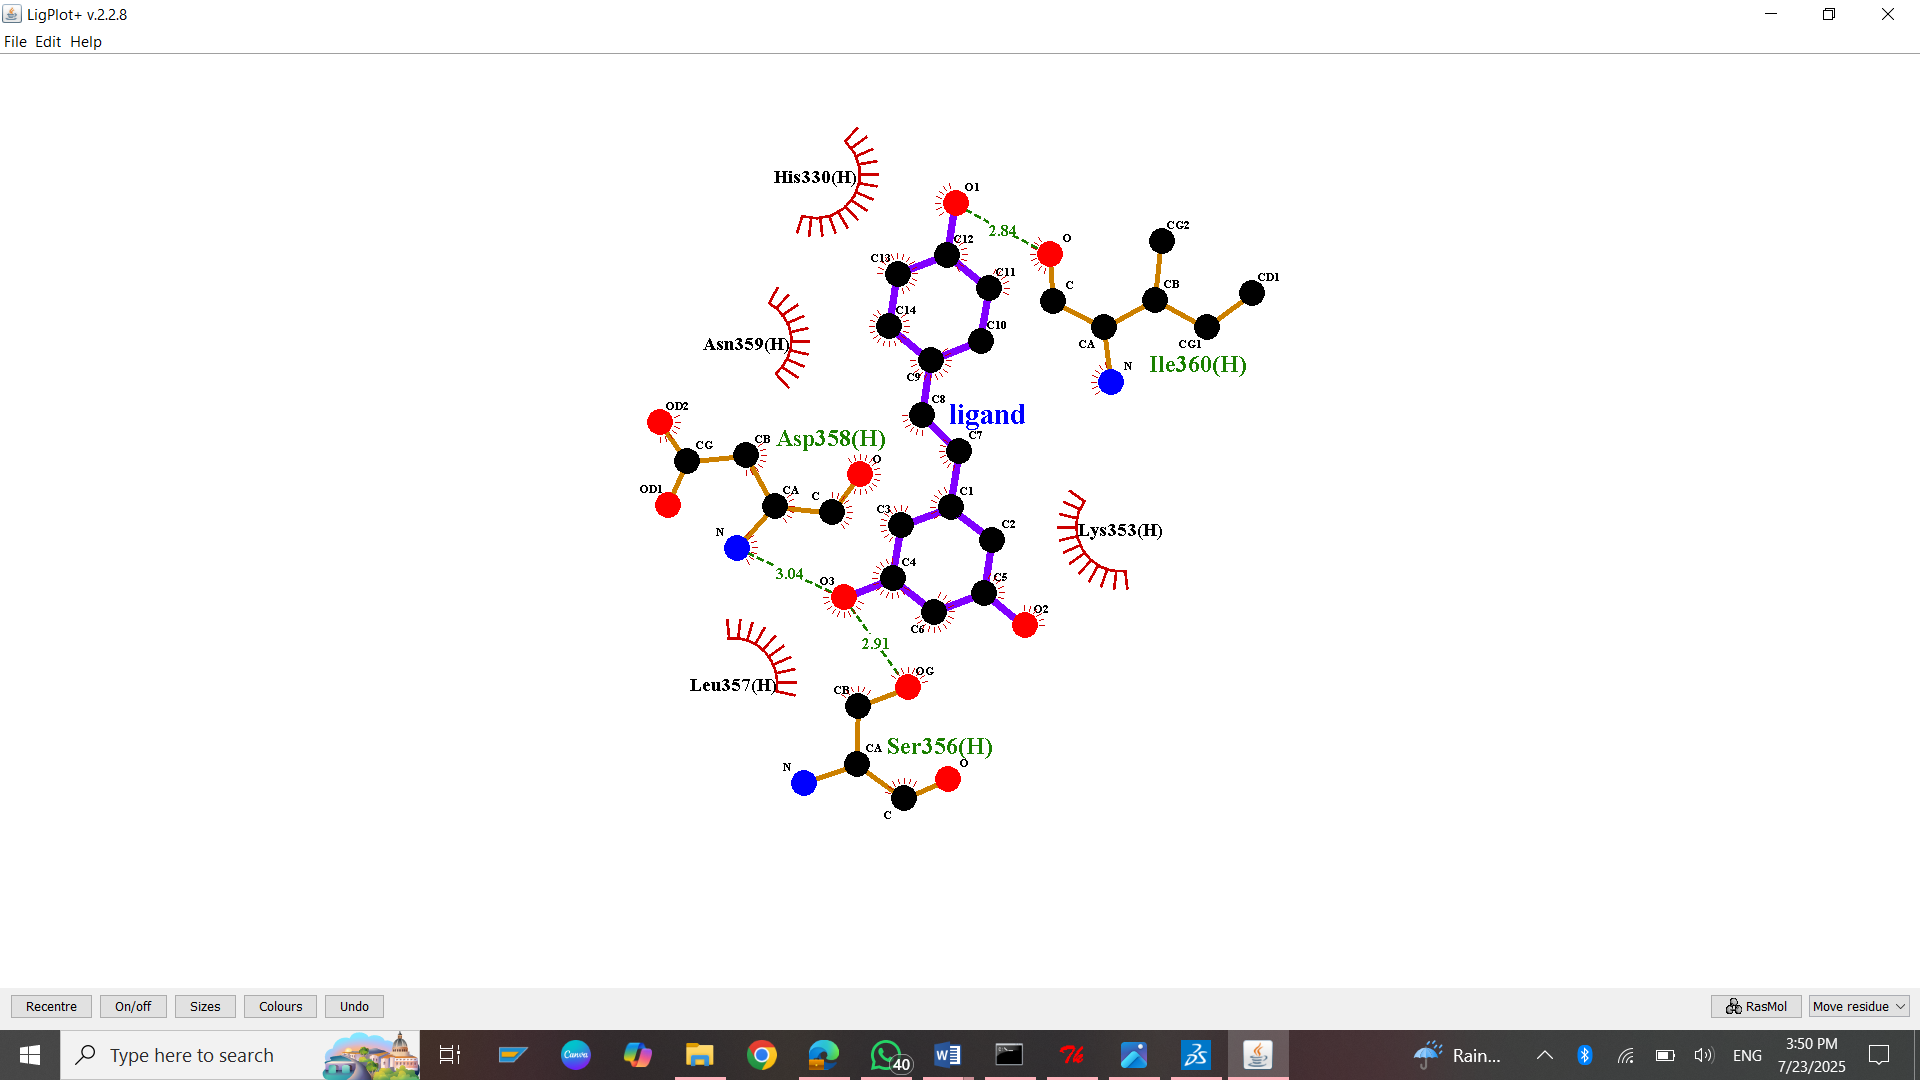 LigPlot+ v.2.2.8
File Edit Help
His330(H)
O1
2.84
O
CG2
C12
C13
C11
C
CB
CD1
C14
C10
CA
CG1
Asn359(H)
N
Ile360(H)
C9
C8
ligand
OD2
CG
CB
Asp358(H)
O
C7
OD1
CA
C
C1
C3
C2
Lys353(H)
N
3.04
C4
O3
C5
C6
O2
2.91
Leu357(H)
OG
CB
CA
Ser356(H)
N
O
C
Recentre
On/off
Sizes
Colours
Undo
RasMol
Move residue
Type here to search
Canva
40
Rain...
ENG
3:50 PM
7/23/2025